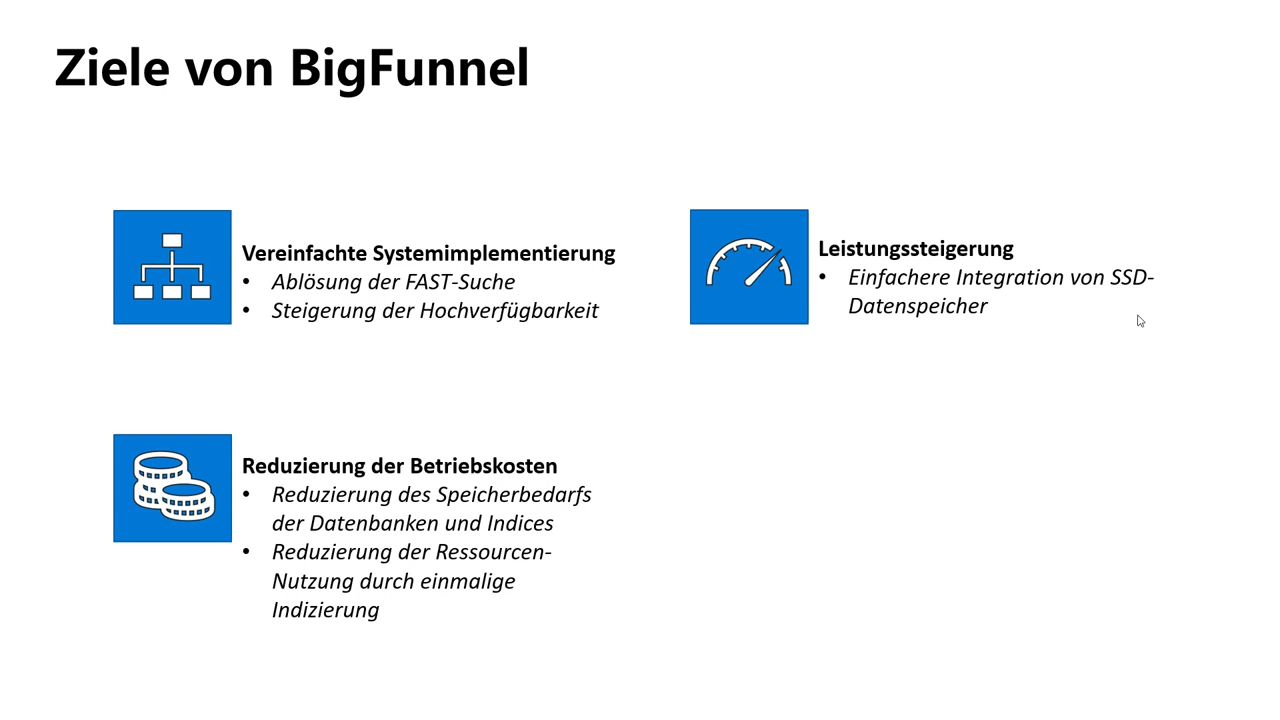 Ziele von BigFunnel
Vereinfachte Systemimplementierung
• Ablösung der FAST-Suche
• Steigerung der Hochverfügbarkeit
Leistungssteigerung
• Einfachere Integration von SSD-
Datenspeicher
Reduzierung der Betriebskosten
• Reduzierung des Speicherbedarfs
der Datenbanken und Indices
• Reduzierung der Ressourcen-
Nutzung durch einmalige
Indizierung